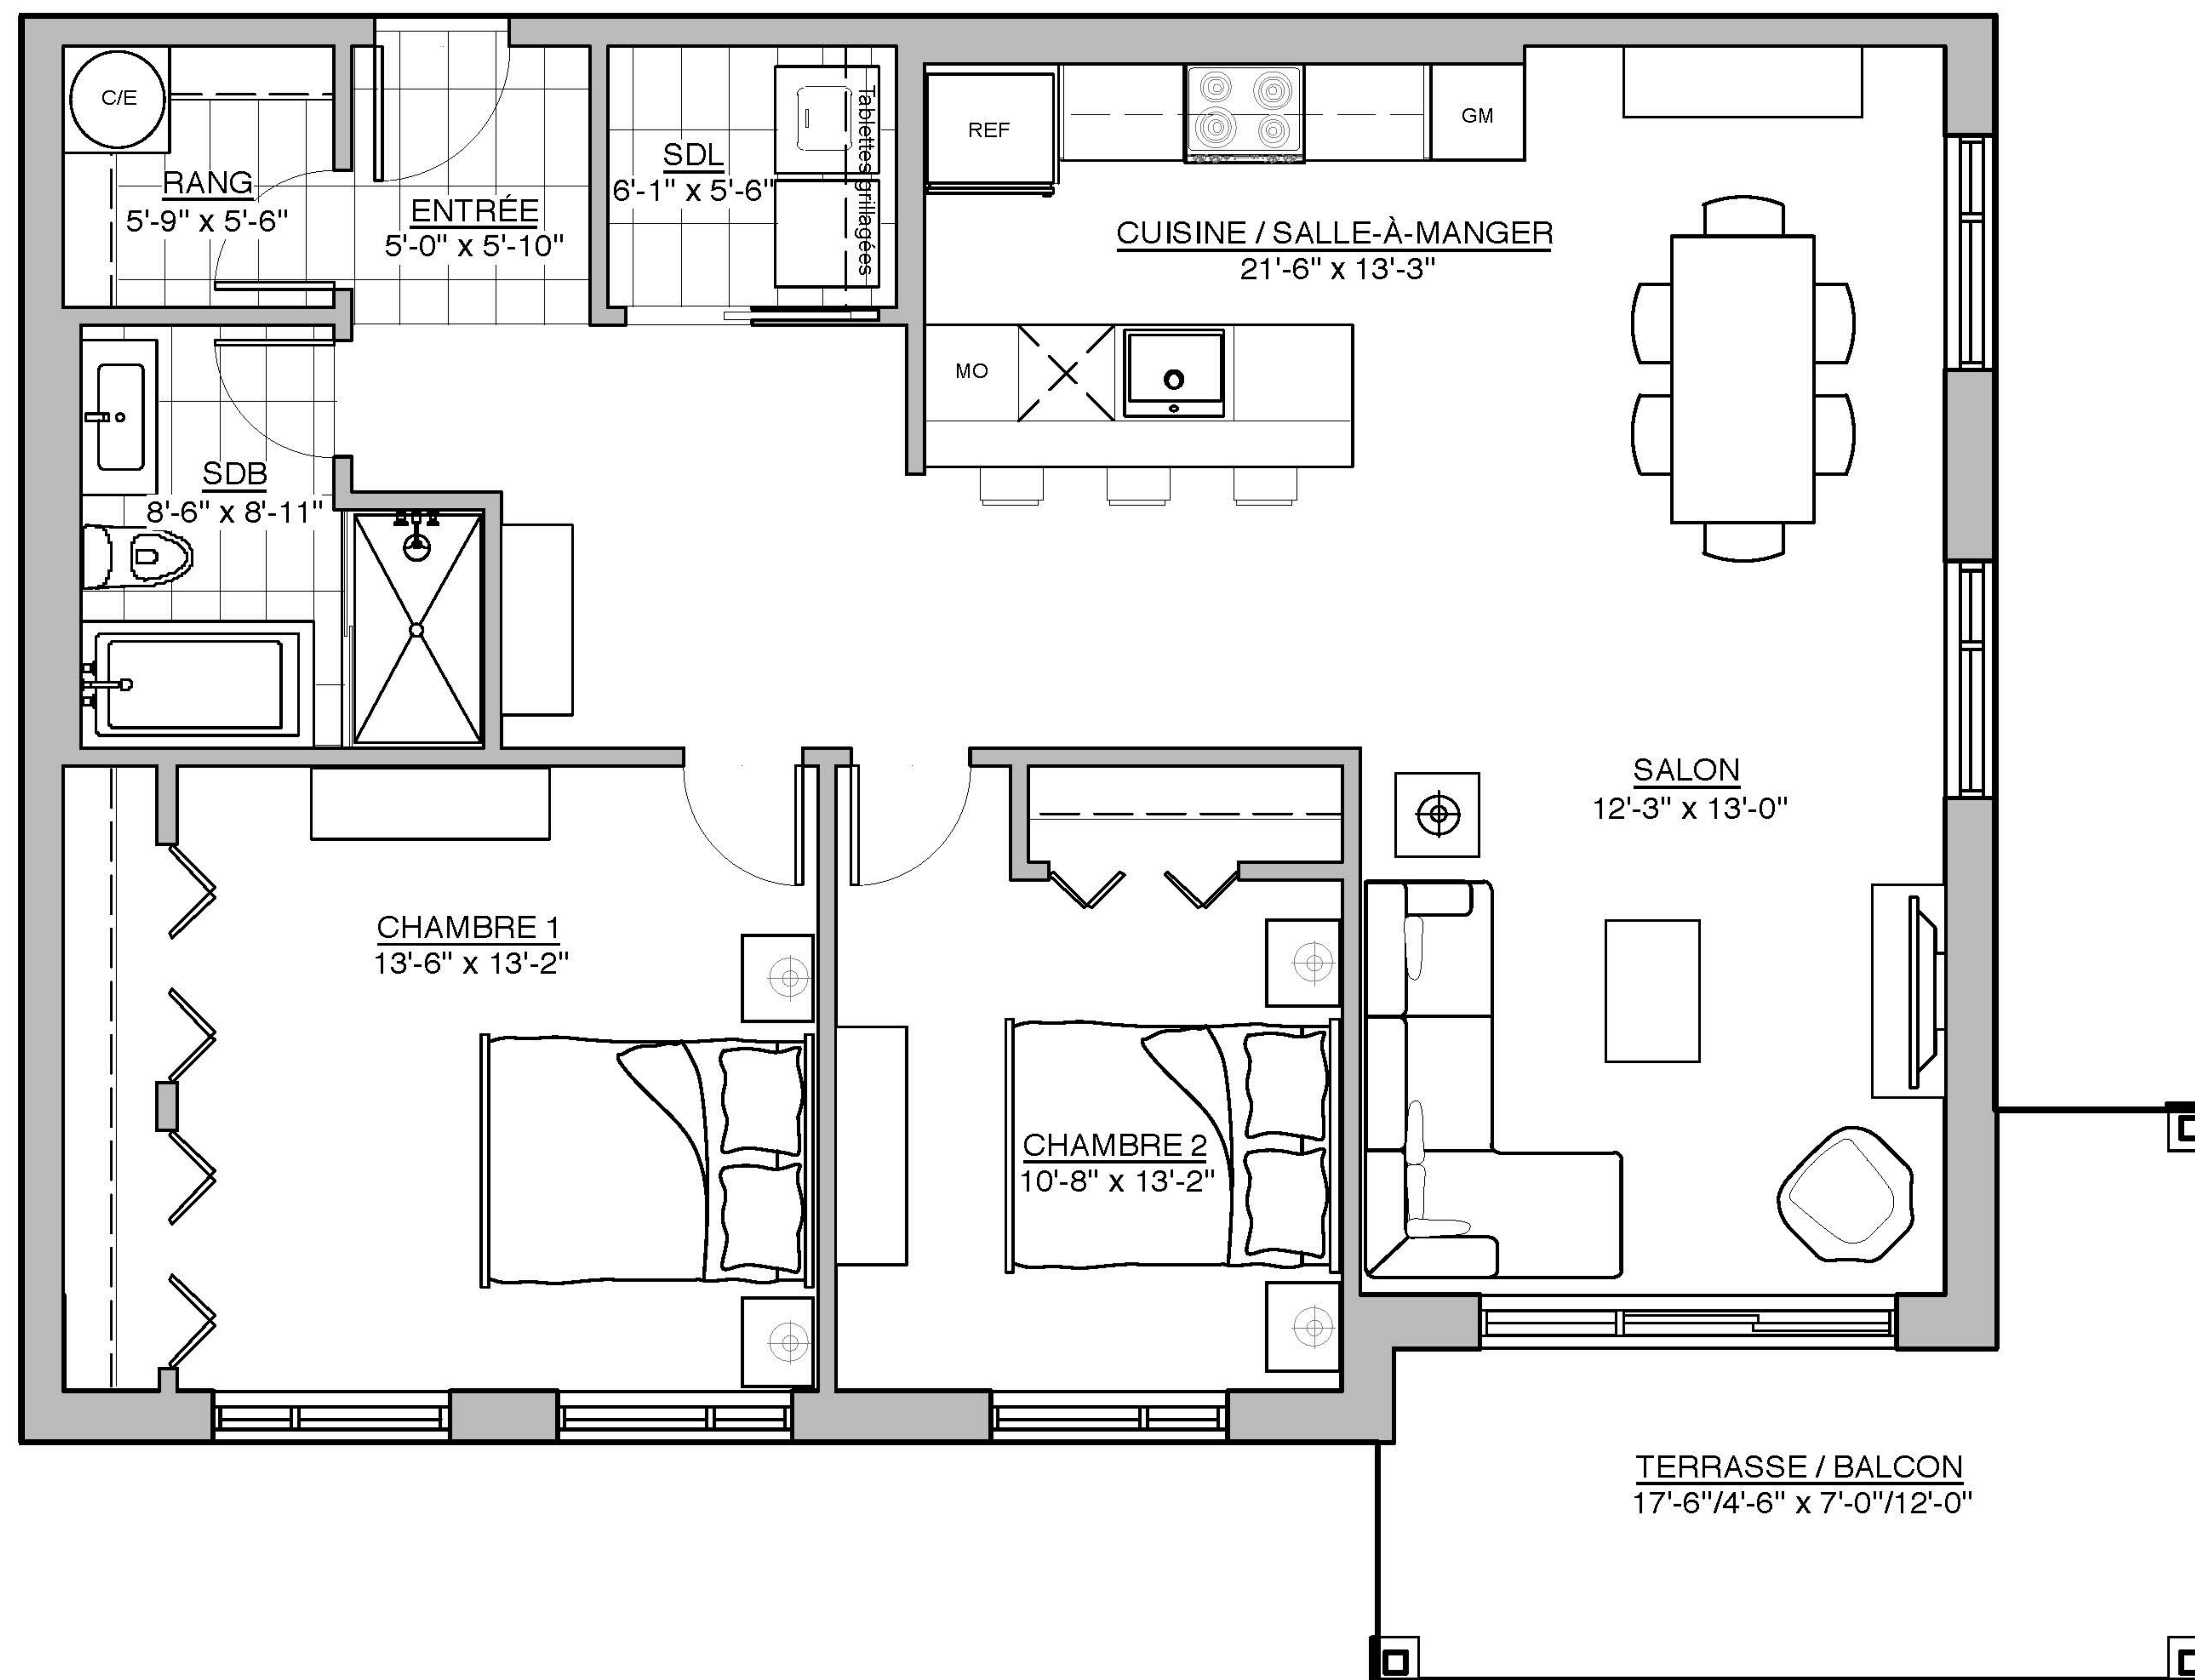 C/E
RANG
5'-9" x 5'-6"
ENTRÉE
5'-0" x 5'-10"
SDL
6'-1" x 5'-6"
Tablettes grillagées
REF
GM
CUISINE / SALLE-À-MANGER
21'-6" x 13'-3"
MO
SDB
8'-6" x 8'-11"
SALON
12'-3" x 13'-0"
CHAMBRE 1
13'-6" x 13'-2"
CHAMBRE 2
10'-8" x 13'-2"
TERRASSE / BALCON
17'-6"/4'-6" x 7'-0"/12'-0"